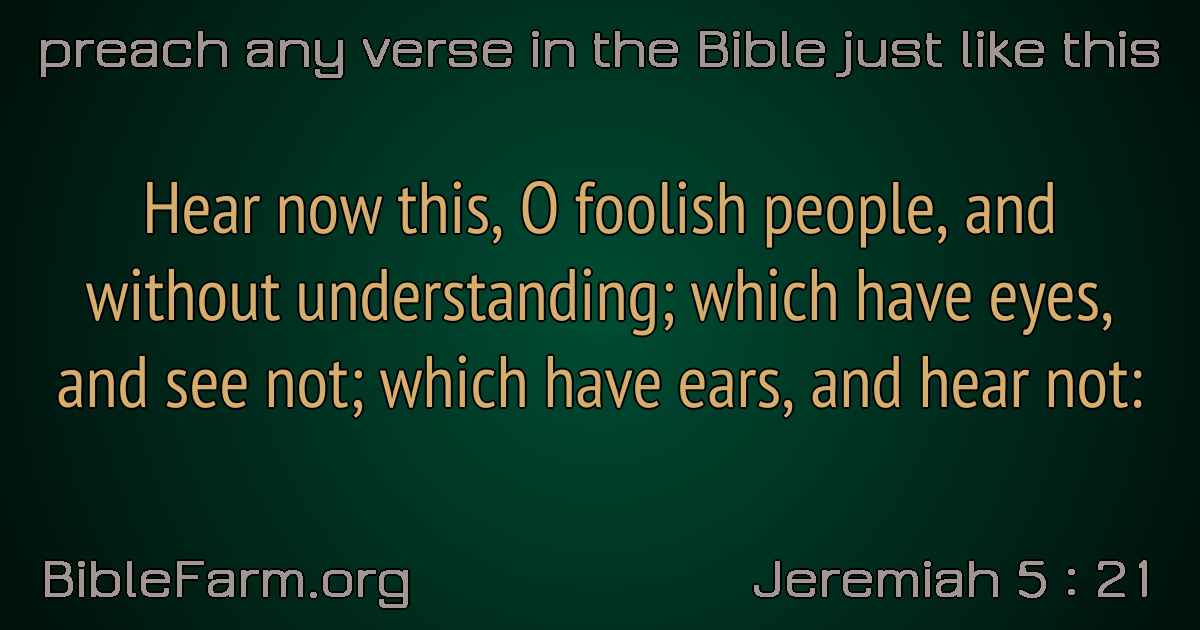 preach any verse in the Bible just like this
Hear now this, O foolish people, and
without understanding; which have eyes,
and see not; which have ears, and hear not:
BibleFarm.org
Jeremiah 5 : 21